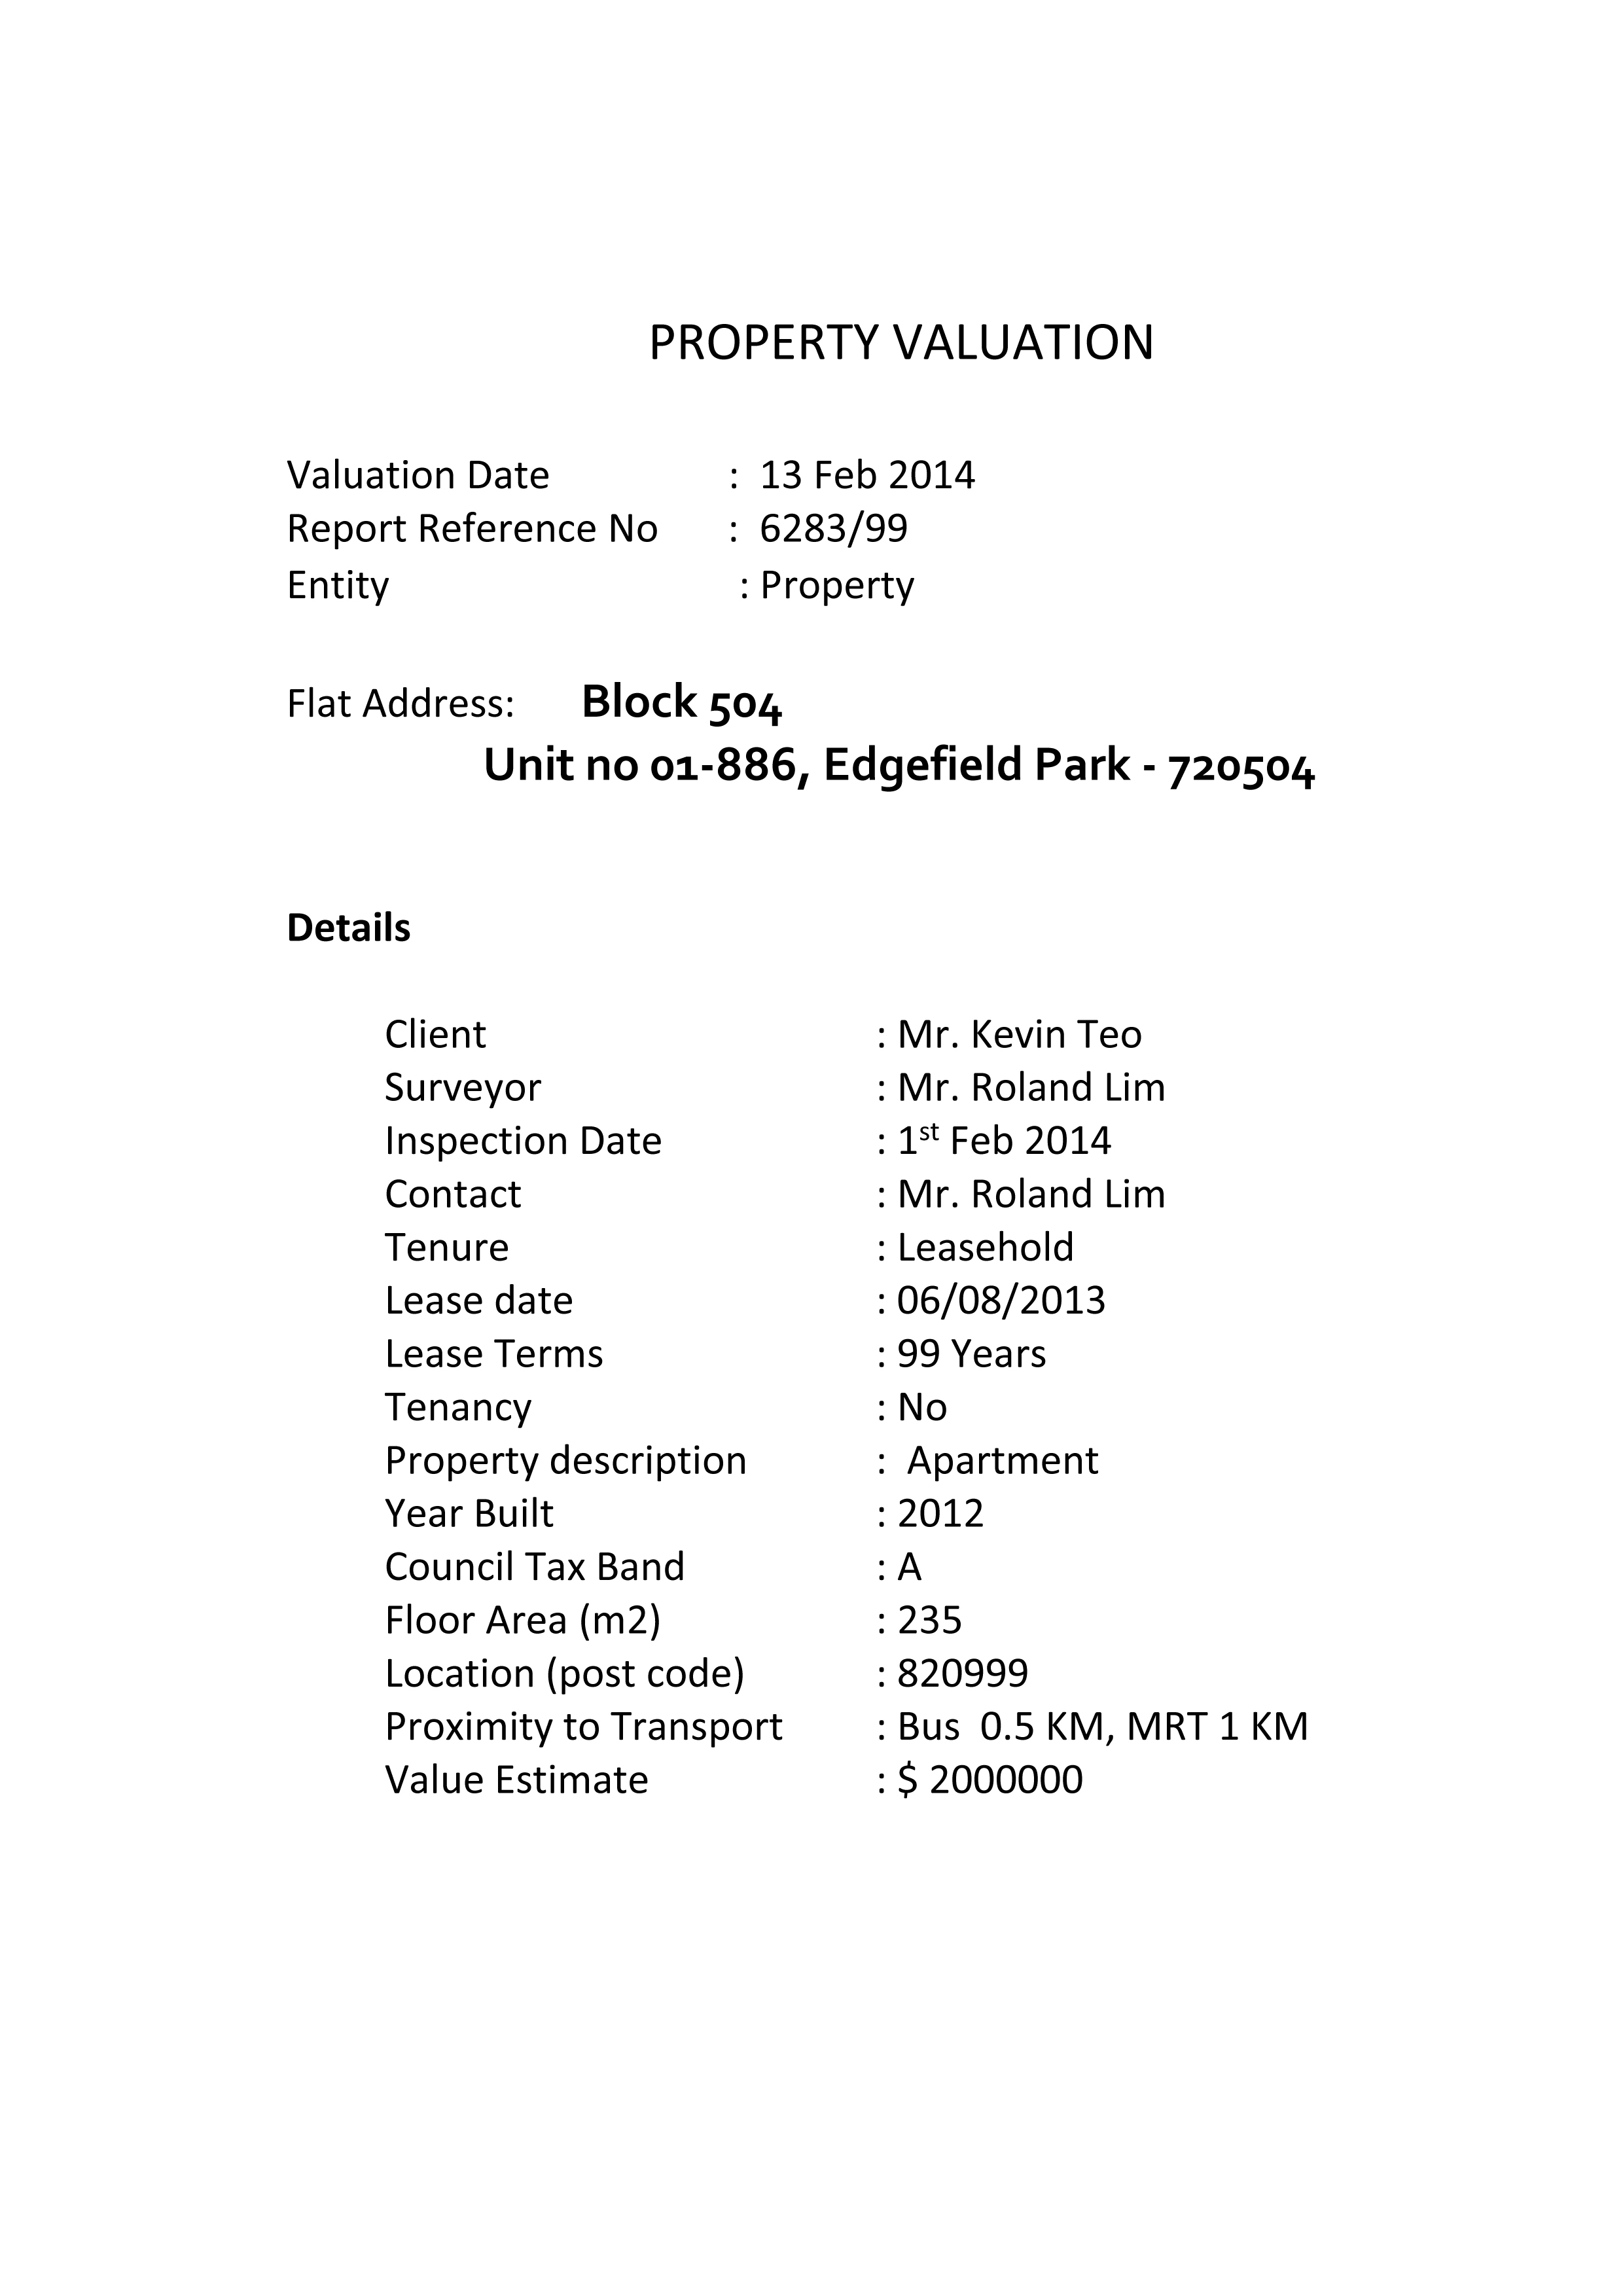 PROPERTY VALUATION
Valuation Date : 13 Feb 2014
Report Reference No : 6283/99
Entity : Property
Flat Address: Block 504
Unit no 01-886, Edgefield Park - 720504
Details
Client : Mr. Kevin Teo
Surveyor : Mr. Roland Lim
Inspection Date : 1st Feb 2014
Contact : Mr. Roland Lim
Tenure : Leasehold
Lease date : 06/08/2013
Lease Terms : 99 Years
Tenancy : No
Property description : Apartment
Year Built : 2012
Council Tax Band : A
Floor Area (m2) : 235
Location (post code) : 820999
Proximity to Transport : Bus 0.5 KM, MRT 1 KM
Value Estimate : $ 2000000